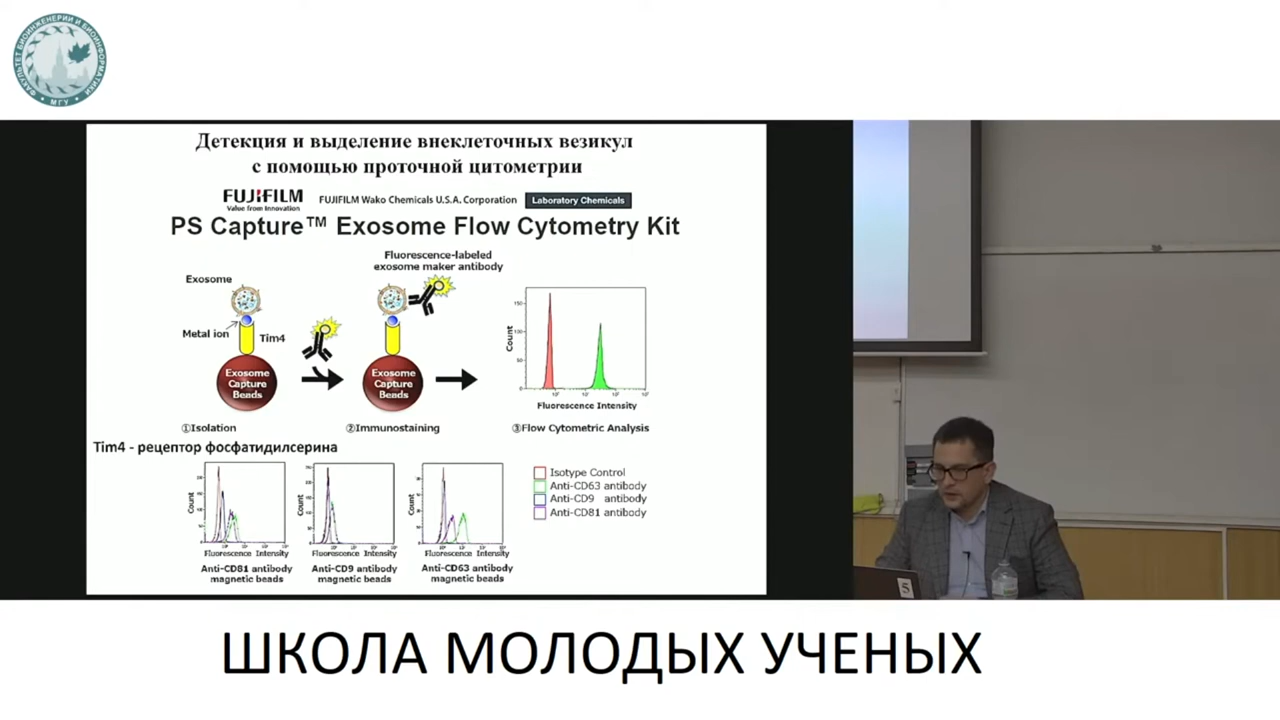 ФАКУЛЬТЕТ БИОИНЖЕНЕРИИ И БИОИНФОРМАТИКИ
МГУ
Детекция и выделение внеклеточных везикул
с помощью проточной цитометрии
FUJIFILM
Value from Innovation
FUJIFILM Wako Chemicals U.S.A. Corporation
Laboratory Chemicals
PS Capture™ Exosome Flow Cytometry Kit
Exosome
Metal ion
Tim4
Exosome
Capture
Beads
①Isolation
Fluorescence-labeled
exosome maker antibody
Exosome
Capture
Beads
②Immunostaining
Count
Fluorescence Intensity
③Flow Cytometric Analysis
Tim4 - рецептор фосфатидилсерина
Count
Fluorescence Intensity
Anti-CD81 antibody
magnetic beads
Count
Fluorescence Intensity
Anti-CD9 antibody
magnetic beads
Count
Fluorescence Intensity
Anti-CD63 antibody
magnetic beads
Isotype Control
Anti-CD63 antibody
Anti-CD9 antibody
Anti-CD81 antibody
ШКОЛА МОЛОДЫХ УЧЕНЫХ